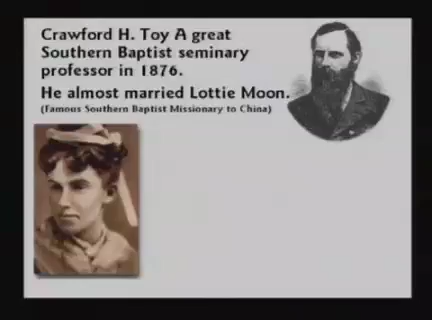 Crawford H. Toy A great
Southern Baptist seminary
professor in 1876.
He almost married Lottie Moon.
(Famous Southern Baptist Missionary to China)